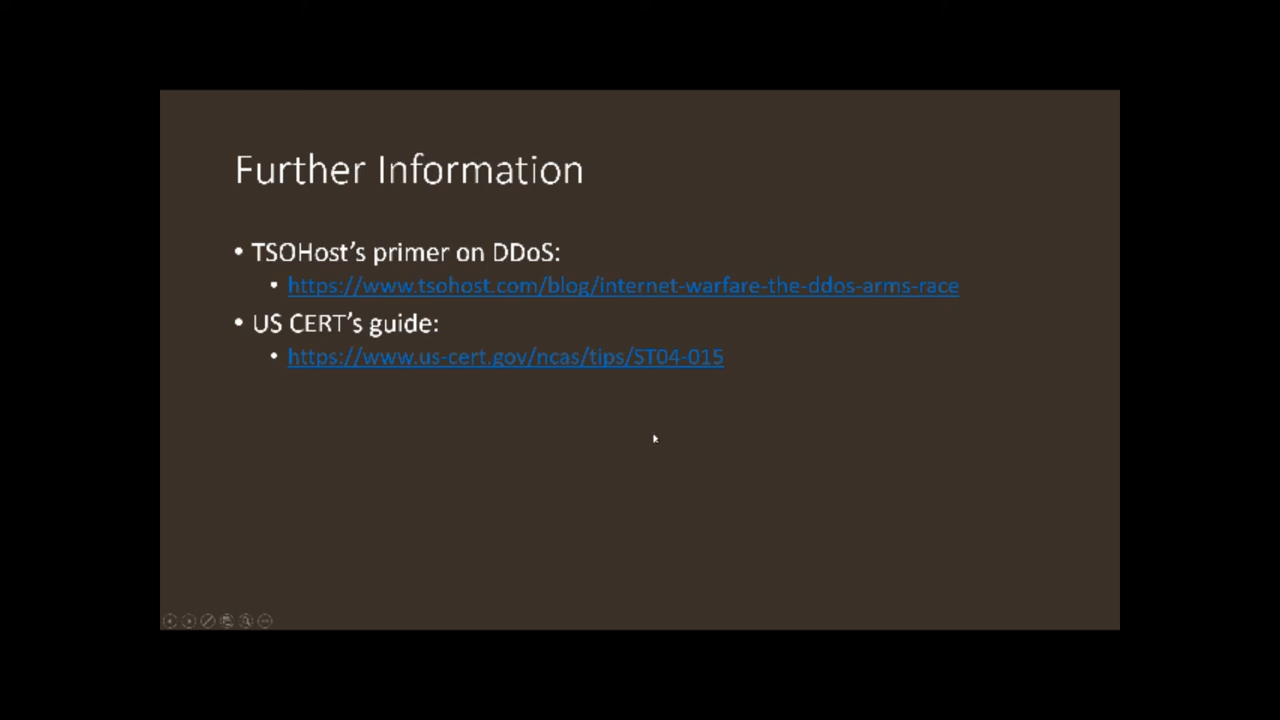 Further Information
• TSOHost’s primer on DDoS:
• https://www.tsohost.com/blog/internet-warfare-the-ddos-arms-race
• US CERT’s guide:
• https://www.us-cert.gov/ncas/tips/ST04-015